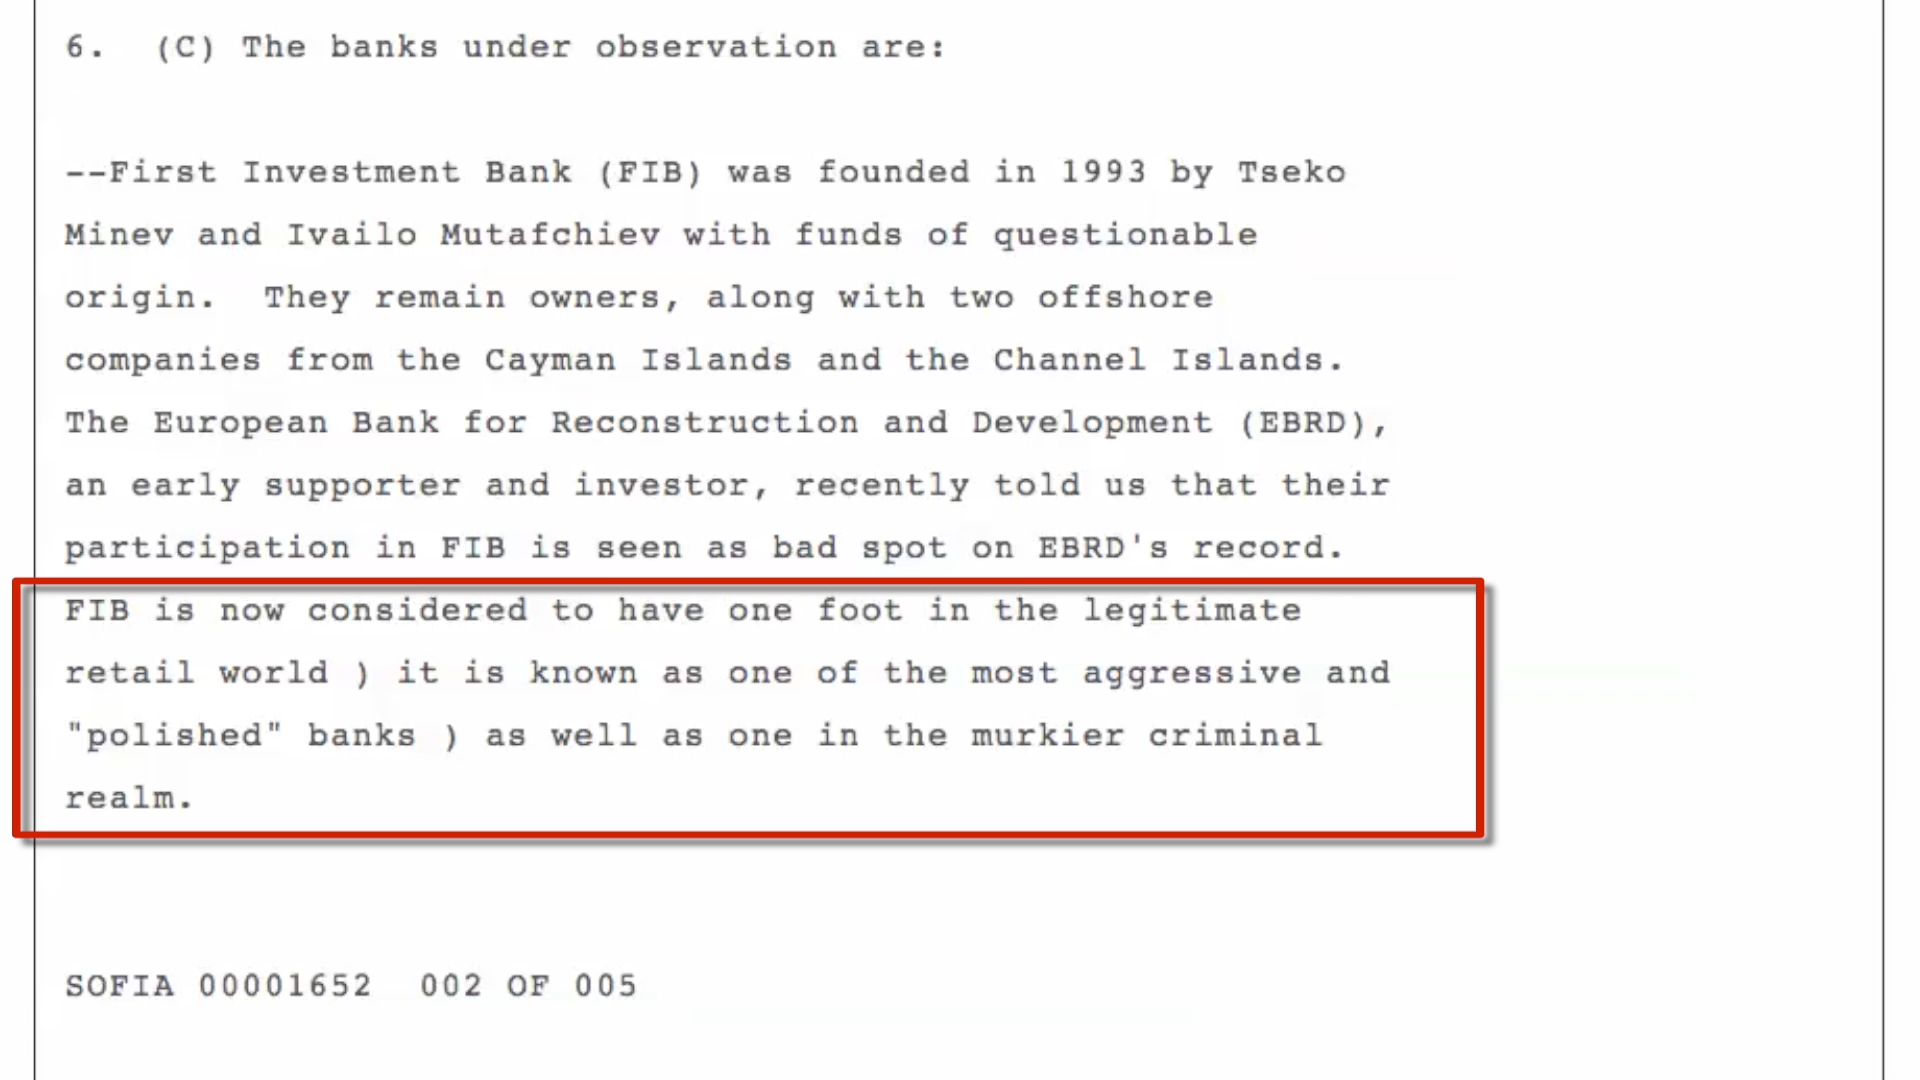 6.  (C) The banks under observation are:
--First Investment Bank (FIB) was founded in 1993 by Tseko
Minev and Ivailo Mutafchiev with funds of questionable
origin.  They remain owners, along with two offshore
companies from the Cayman Islands and the Channel Islands.
The European Bank for Reconstruction and Development (EBRD),
an early supporter and investor, recently told us that their
participation in FIB is seen as bad spot on EBRD's record.
FIB is now considered to have one foot in the legitimate
retail world ) it is known as one of the most aggressive and
"polished" banks ) as well as one in the murkier criminal
realm.
SOFIA 00001652  002 OF 005